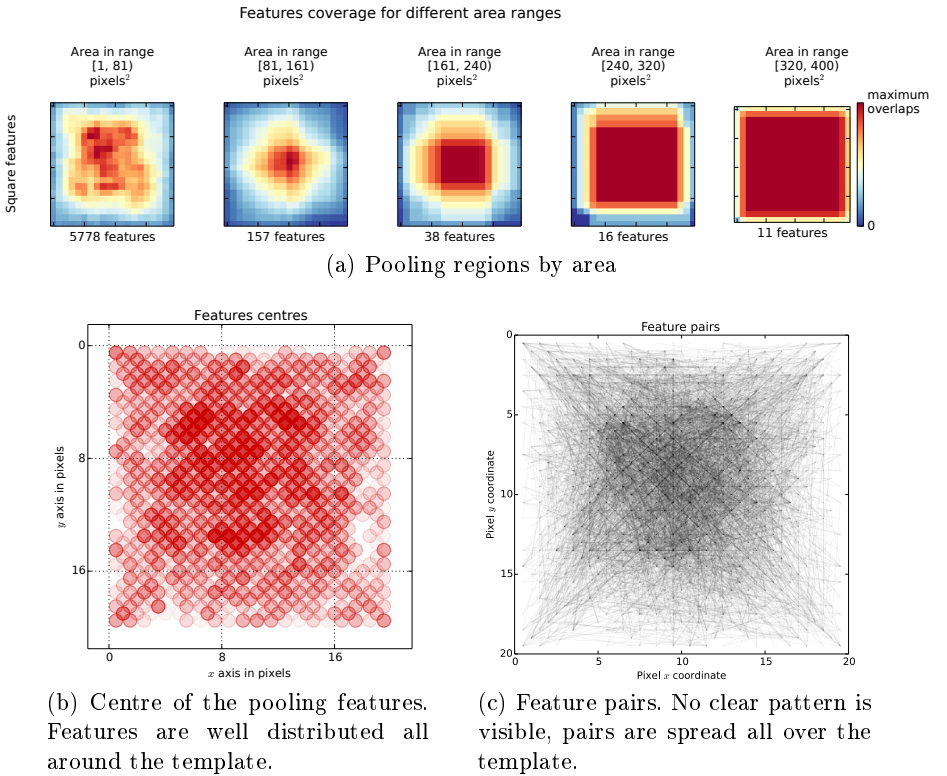 Features coverage for different area ranges
Area in range
[1, 81)
pixels²
Area in range
[81, 161)
pixels²
Area in range
[161, 240)
pixels²
Area in range
[240, 320)
pixels²
Area in range
[320, 400)
pixels²
Square features
maximum
overlaps
0
5778 features
157 features
38 features
16 features
11 features
(a) Pooling regions by area
Features centres
0
8
16
y axis in pixels
0
8
16
x axis in pixels
(b) Centre of the pooling features.
Features are well distributed all
around the template.
Feature pairs
0
5
10
15
20
Pixel y coordinate
0
5
10
15
20
Pixel x coordinate
(c) Feature pairs. No clear pattern is
visible, pairs are spread all over the
template.